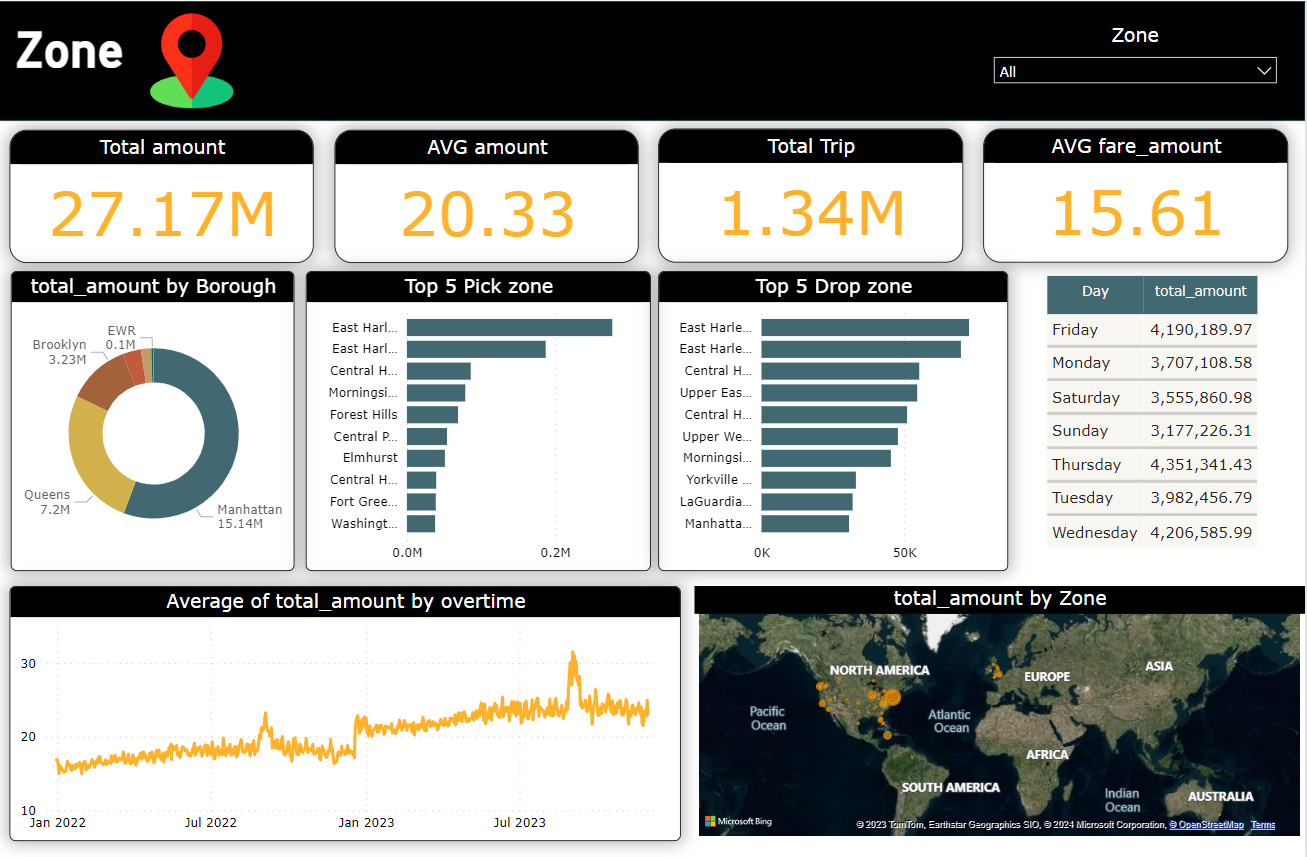 Zone
Zone
All
Total amount
27.17M
AVG amount
20.33
Total Trip
1.34M
AVG fare_amount
15.61
total_amount by Borough
EWR
0.1M
Brooklyn
3.23M
Queens
7.2M
Manhattan
15.14M
Top 5 Pick zone
East Harl...
East Harl...
Central H...
Morningsi...
Forest Hills
Central P...
Elmhurst
Central H...
Fort Gree...
Washingt...
0.0M 0.2M
Top 5 Drop zone
East Harle...
East Harle...
Central H...
Upper Eas...
Central H...
Upper We...
Morningsi...
Yorkville ...
LaGuardia...
Manhatta...
0K 50K
Day total_amount
Friday 4,190,189.97
Monday 3,707,108.58
Saturday 3,555,860.98
Sunday 3,177,226.31
Thursday 4,351,341.43
Tuesday 3,982,456.79
Wednesday 4,206,585.99
Average of total_amount by overtime
30
20
10
Jan 2022 Jul 2022 Jan 2023 Jul 2023
total_amount by Zone
NORTH AMERICA
EUROPE
ASIA
Pacific
Ocean
Atlantic
Ocean
AFRICA
SOUTH AMERICA
Indian
Ocean
AUSTRALIA
Microsoft Bing
© 2023 TomTom, Earthstar Geographics SIO, © 2024 Microsoft Corporation, © OpenStreetMap Terms